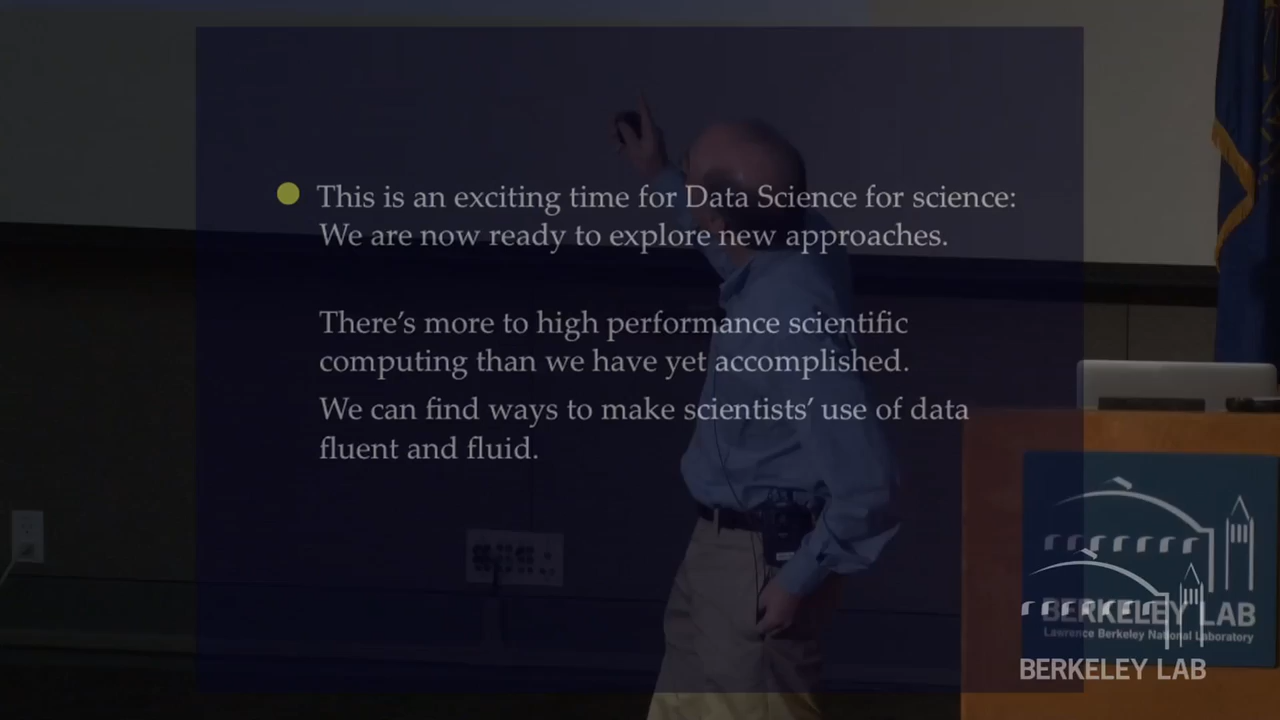 This is an exciting time for Data Science for science:
We are now ready to explore new approaches.
There's more to high performance scientific
computing than we have yet accomplished.
We can find ways to make scientists' use of data
fluent and fluid.
BERKELEY LAB
Lawrence Berkeley National Laboratory
BERKELEY LAB